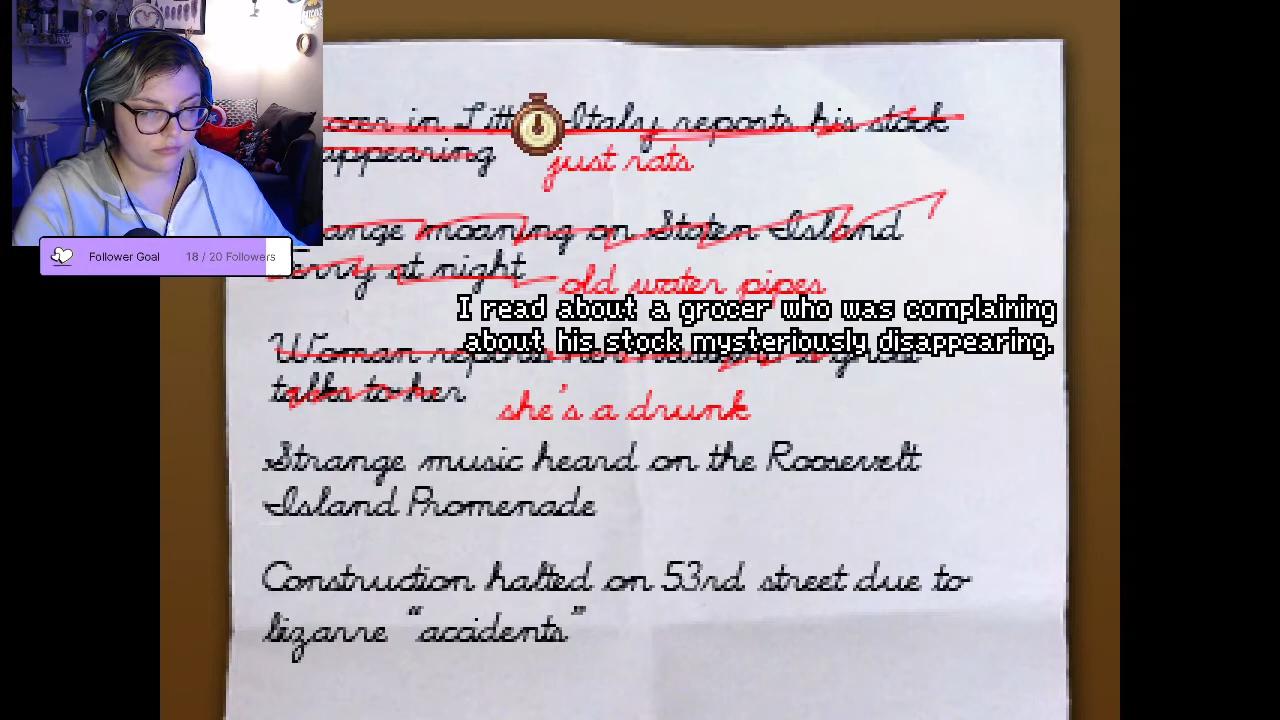 in Little Italy reports his stock
appearing just rats
ange moaning on Staten Island
at night old water pipes
I read about a grocer who was complaining
about his stock mysteriously disappearing.
Woman reports
talks to her she's a drunk
Strange music heard on the Roosevelt
Island Promenade
Construction halted on 53rd street due to
bizarre "accidents"
Follower Goal 18 / 20 Followers